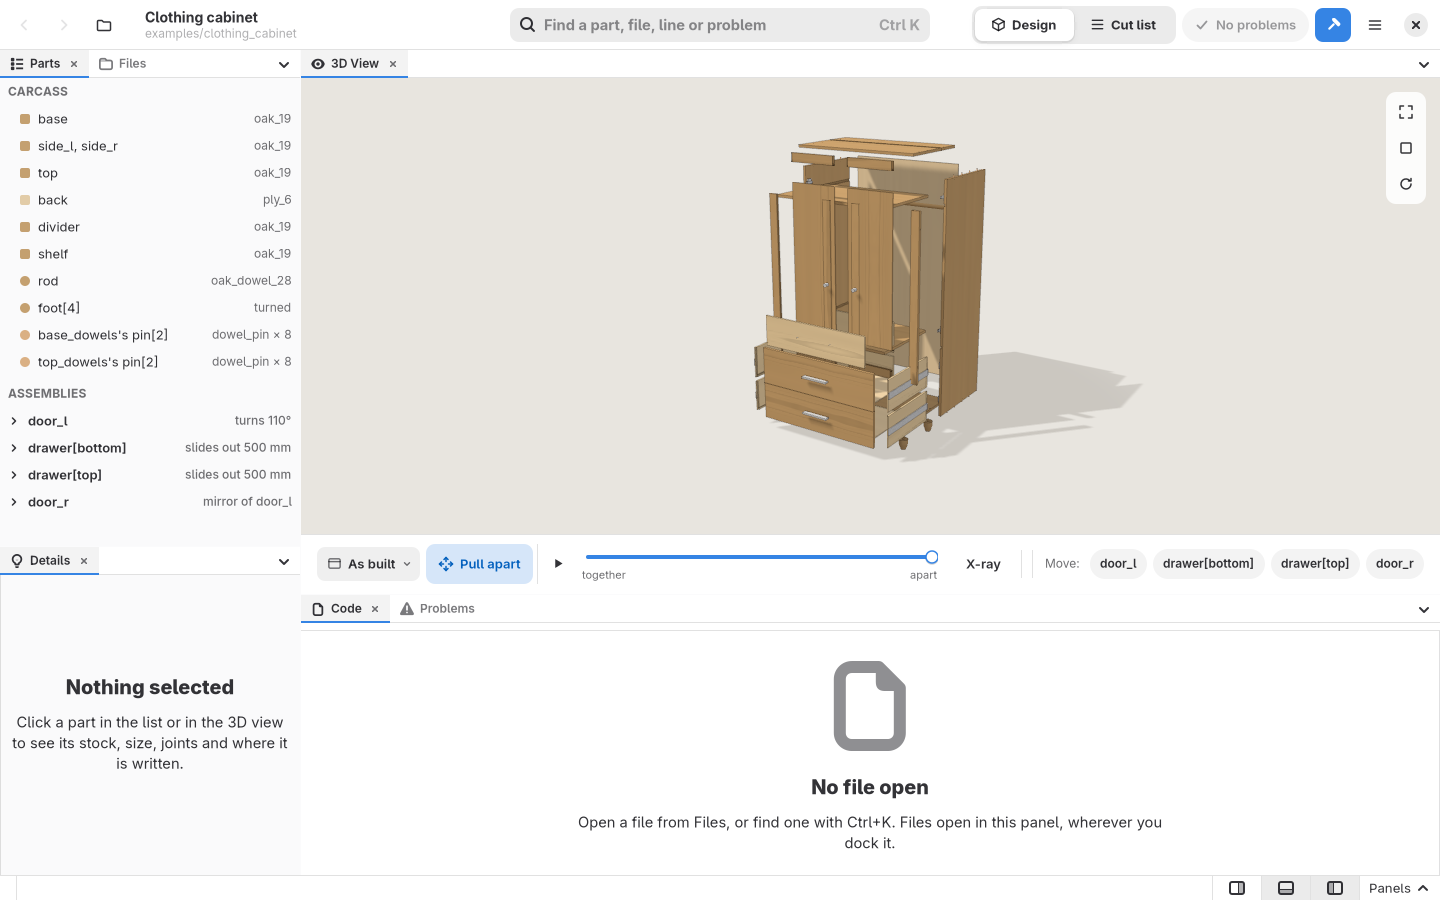 Clothing cabinet
examples/clothing_cabinet
Find a part, file, line or problem
Ctrl K
Design
Cut list
No problems
Parts
Files
3D View
CARCASS
base
oak_19
side_l, side_r
oak_19
top
oak_19
back
ply_6
divider
oak_19
shelf
oak_19
rod
oak_dowel_28
foot[4]
turned
base_dowels's pin[2]
dowel_pin × 8
top_dowels's pin[2]
dowel_pin × 8
ASSEMBLIES
door_l
turns 110°
drawer[bottom]
slides out 500 mm
drawer[top]
slides out 500 mm
door_r
mirror of door_l
Details
Nothing selected
Click a part in the list or in the 3D view
to see its stock, size, joints and where it
is written.
As built
Pull apart
together
apart
X-ray
Move:
door_l
drawer[bottom]
drawer[top]
door_r
Code
Problems
No file open
Open a file from Files, or find one with Ctrl+K. Files open in this panel, wherever you
dock it.
Panels